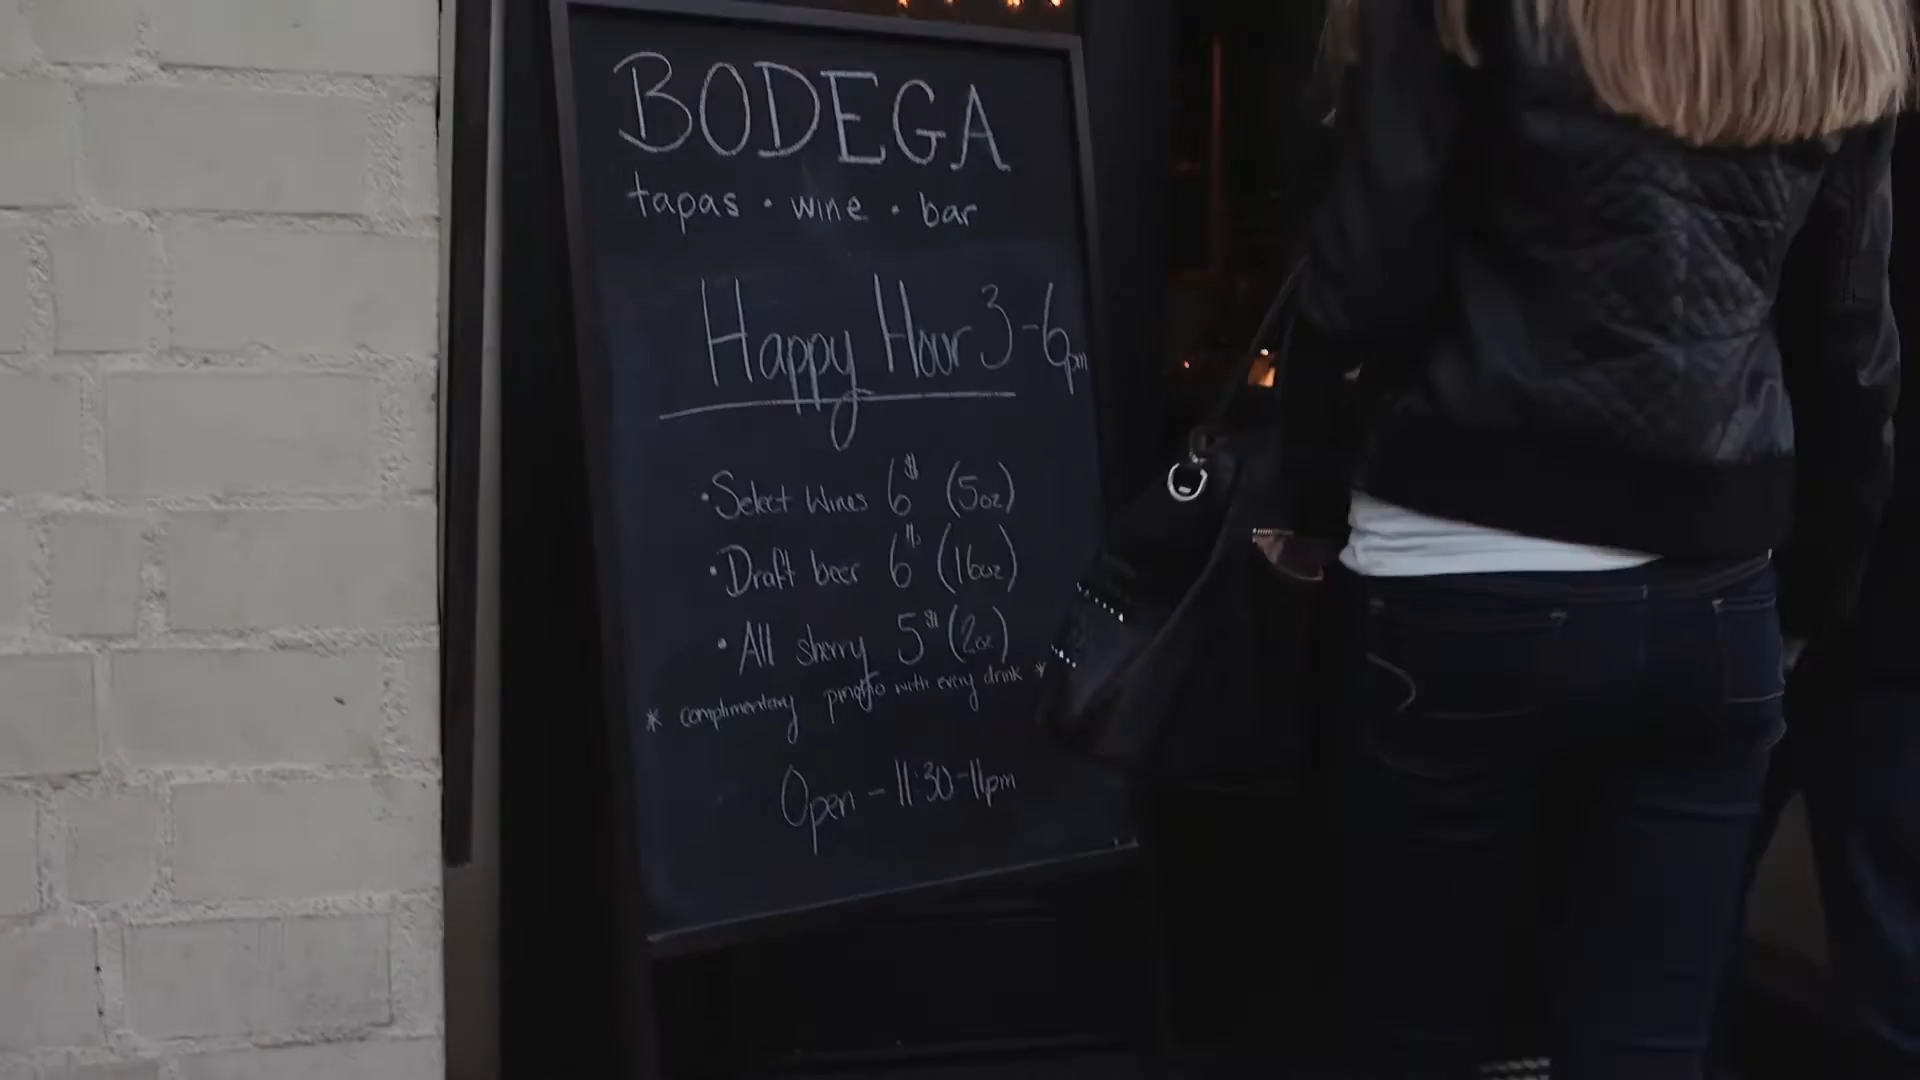 BODEGA
tapas · wine · bar
Happy Hour 3-6pm
· Select Wines 6$ (5oz)
· Draft beer 6$ (16oz)
· All sherry 5$ (2oz)
* complimentary with every drink *
Open - 11:30-11pm